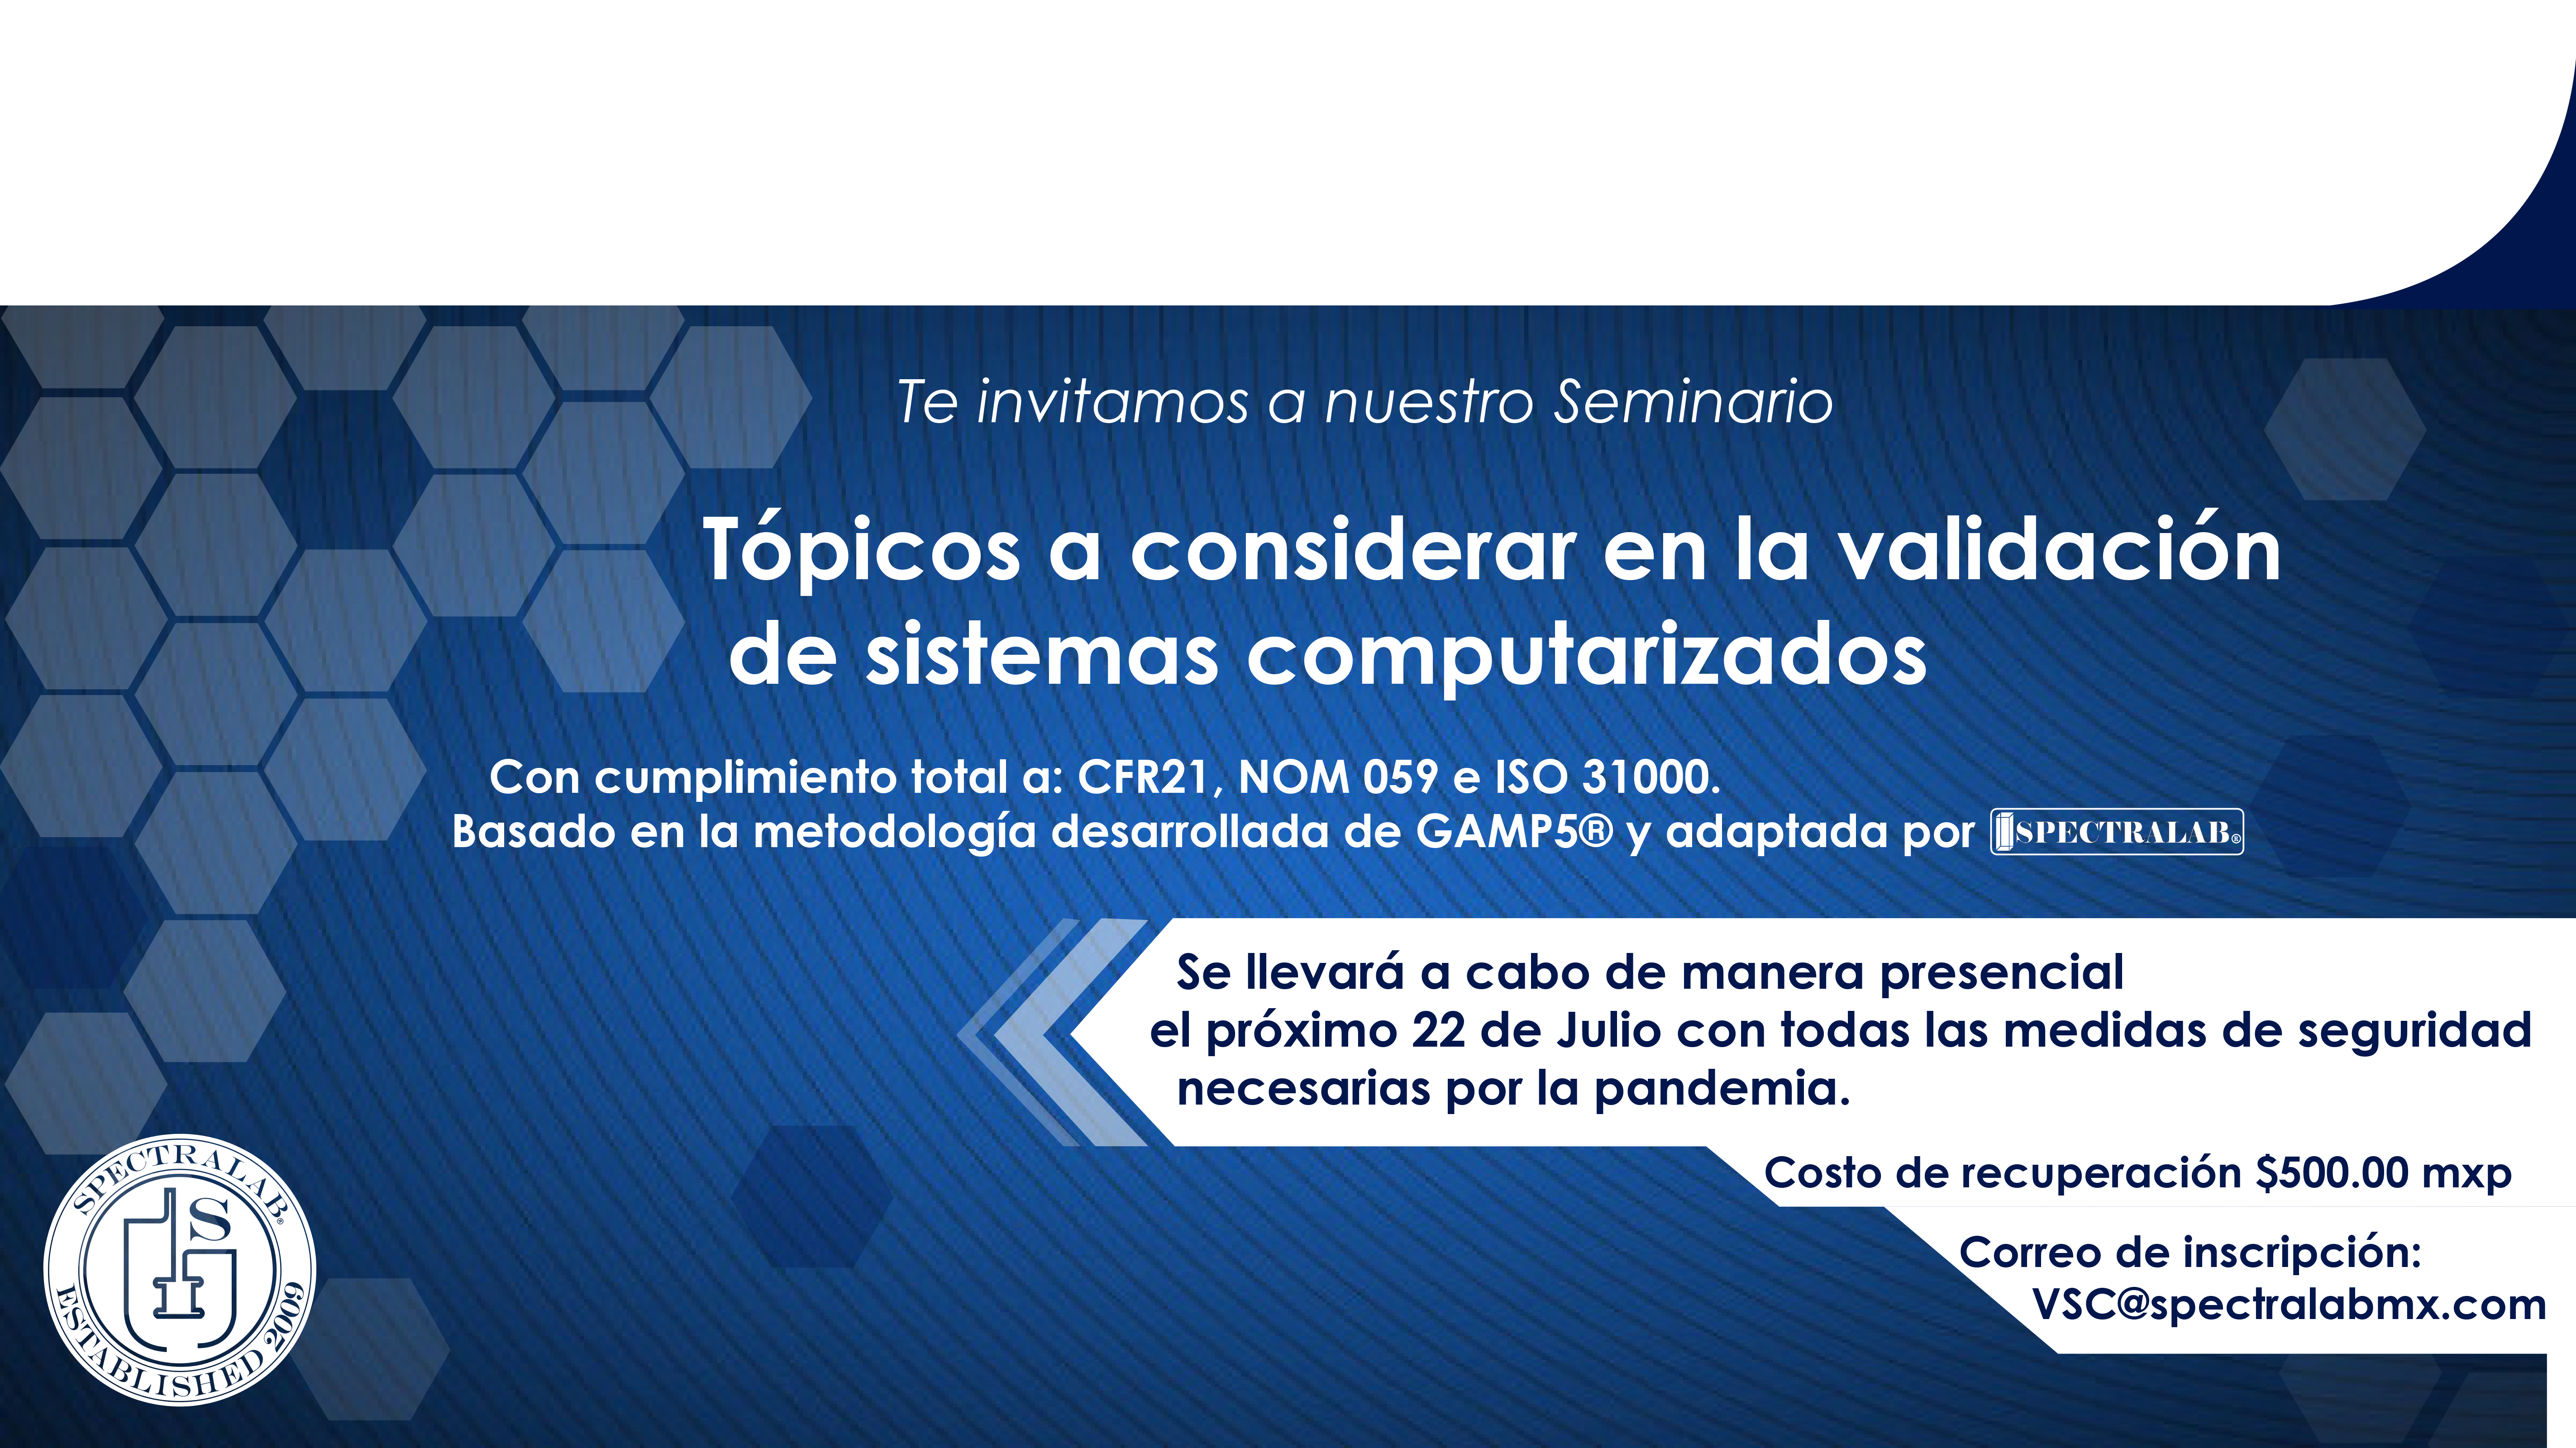 Te invitamos a nuestro Seminario
Tópicos a considerar en la validación
de sistemas computarizados
Con cumplimiento total a: CFR21, NOM 059 e ISO 31000.
Basado en la metodología desarrollada de GAMP5® y adaptada por SPECTRALAB®
Se llevará a cabo de manera presencial
el próximo 22 de Julio con todas las medidas de seguridad
necesarias por la pandemia.
Costo de recuperación $500.00 mxp
Correo de inscripción:
VSC@spectralabmx.com
SPECTRALAB®
S
ESTABLISHED 2009